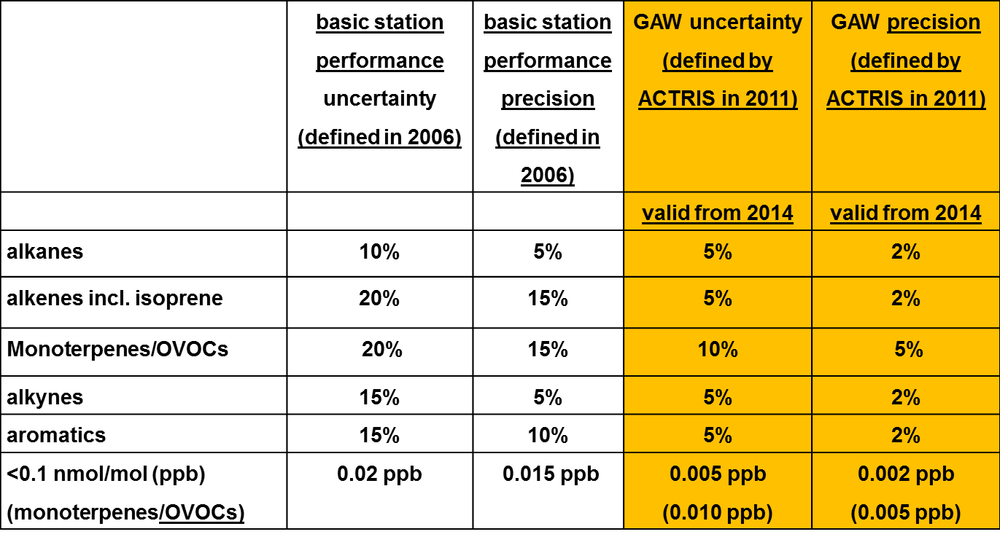 basic station performance uncertainty (defined in 2006)
basic station performance precision (defined in 2006)
GAW uncertainty (defined by ACTRIS in 2011)
GAW precision (defined by ACTRIS in 2011)
valid from 2014 valid from 2014
alkanes 10% 5% 5% 2%
alkenes incl. isoprene 20% 15% 5% 2%
Monoterpenes/OVOCs 20% 15% 10% 5%
alkynes 15% 5% 5% 2%
aromatics 15% 10% 5% 2%
<0.1 nmol/mol (ppb) 0.02 ppb 0.015 ppb 0.005 ppb 0.002 ppb
(monoterpenes/OVOCs) (0.010 ppb) (0.005 ppb)